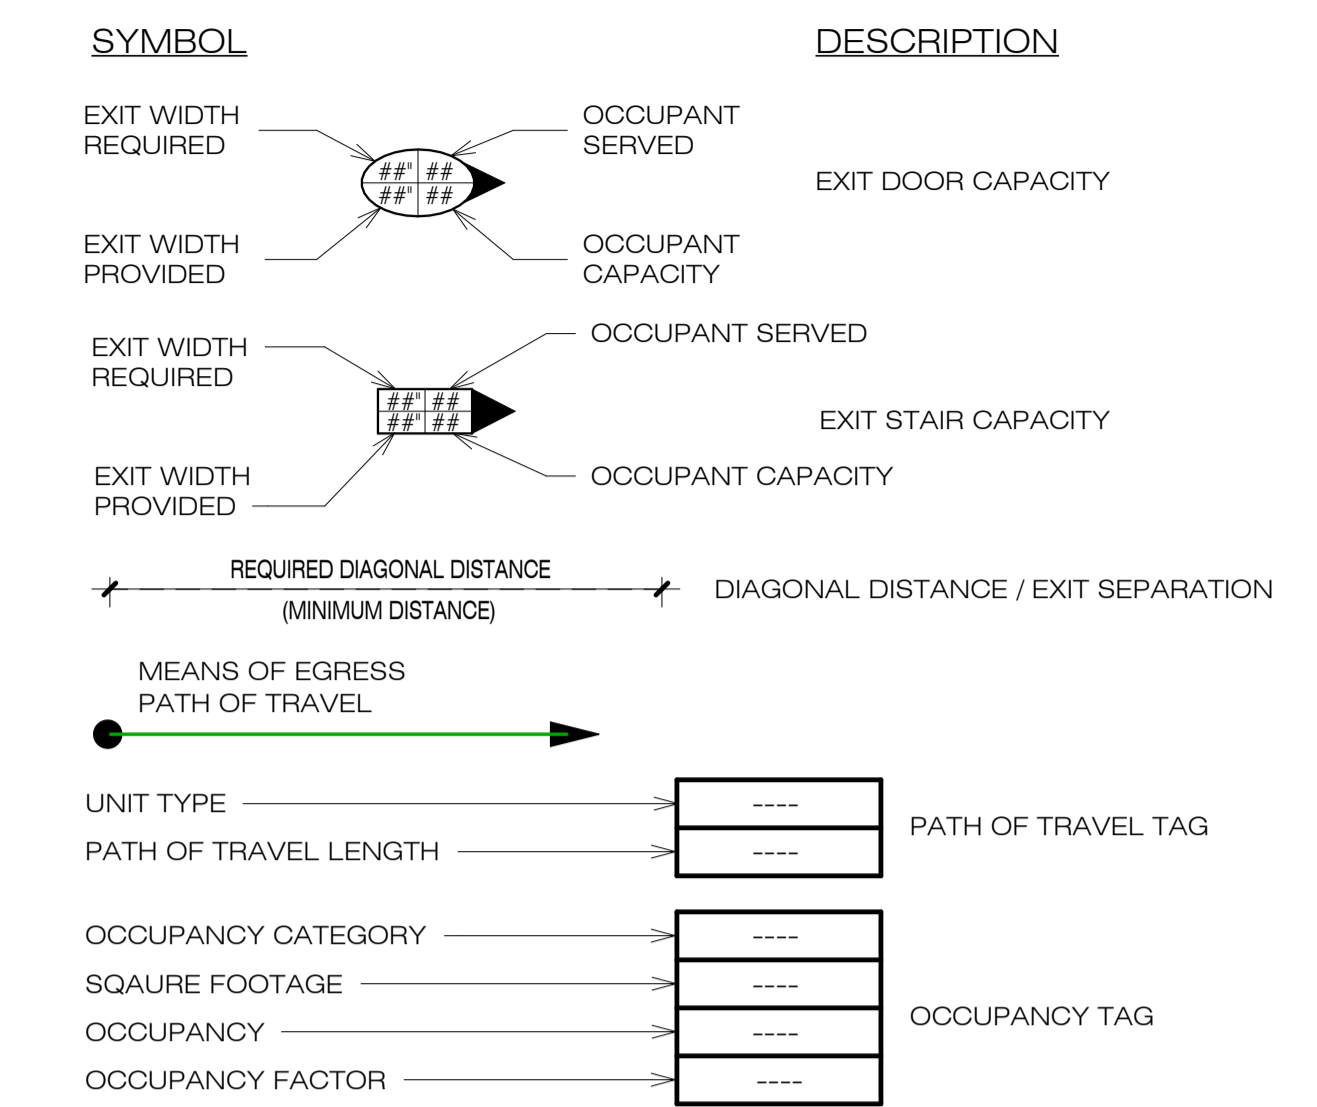 SYMBOL
DESCRIPTION
EXIT WIDTH
REQUIRED
OCCUPANT
SERVED
##" ##
##" ##
EXIT DOOR CAPACITY
EXIT WIDTH
PROVIDED
OCCUPANT
CAPACITY
EXIT WIDTH
REQUIRED
OCCUPANT SERVED
##" ##
##" ##
EXIT STAIR CAPACITY
EXIT WIDTH
PROVIDED
OCCUPANT CAPACITY
REQUIRED DIAGONAL DISTANCE
(MINIMUM DISTANCE)
DIAGONAL DISTANCE / EXIT SEPARATION
MEANS OF EGRESS
PATH OF TRAVEL
UNIT TYPE
----
PATH OF TRAVEL LENGTH
----
PATH OF TRAVEL TAG
OCCUPANCY CATEGORY
----
SQAURE FOOTAGE
----
OCCUPANCY
----
OCCUPANCY FACTOR
----
OCCUPANCY TAG